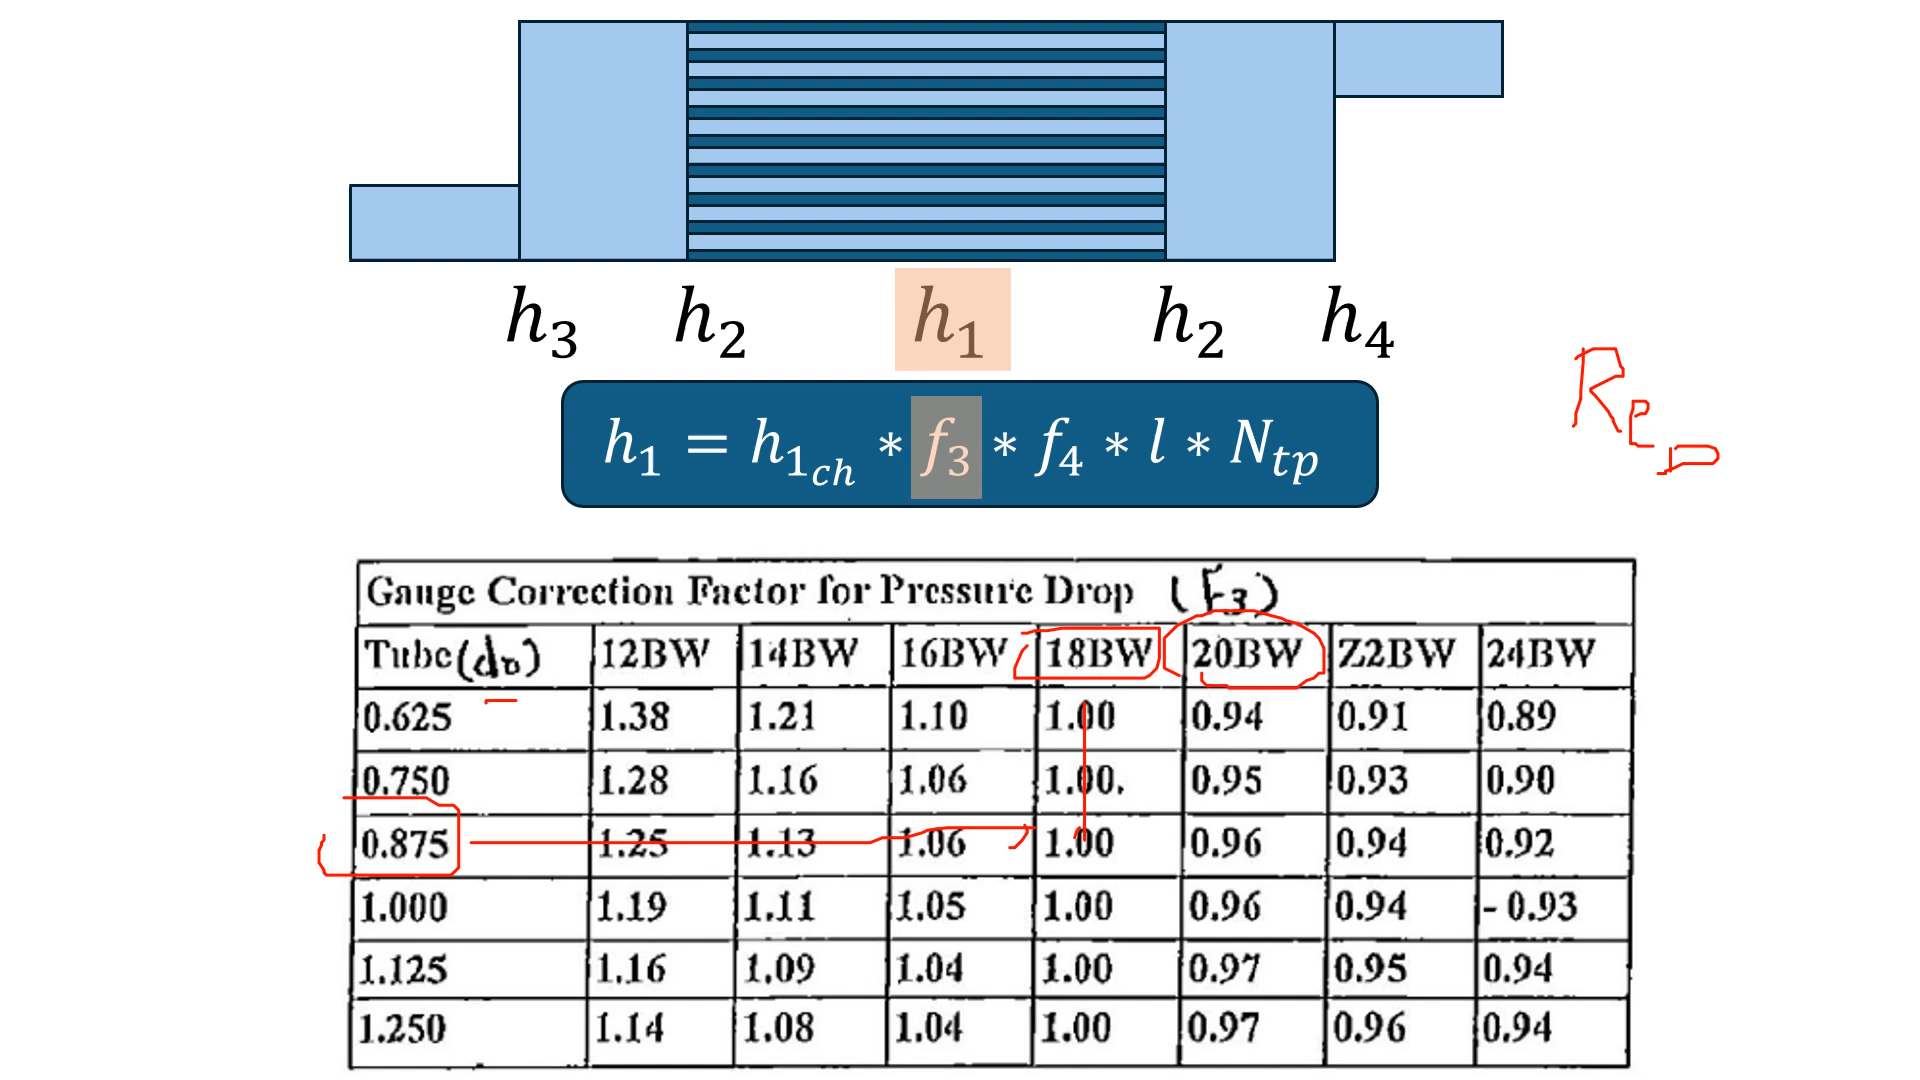 h₃ h₂ h₁ h₂ h₄
Re_D
h₁ = h₁_ch * f₃ * f₄ * l * N_tp
Gauge Correction Factor for Pressure Drop (F₃)
Tube (do) 12BW 14BW 16BW 18BW 20BW Z2BW 24BW
0.625 1.38 1.21 1.10 1.00 0.94 0.91 0.89
0.750 1.28 1.16 1.06 1.00. 0.95 0.93 0.90
0.875 1.25 1.13 1.06 1.00 0.96 0.94 0.92
1.000 1.19 1.11 1.05 1.00 0.96 0.94 - 0.93
1.125 1.16 1.09 1.04 1.00 0.97 0.95 0.94
1.250 1.14 1.08 1.04 1.00 0.97 0.96 0.94